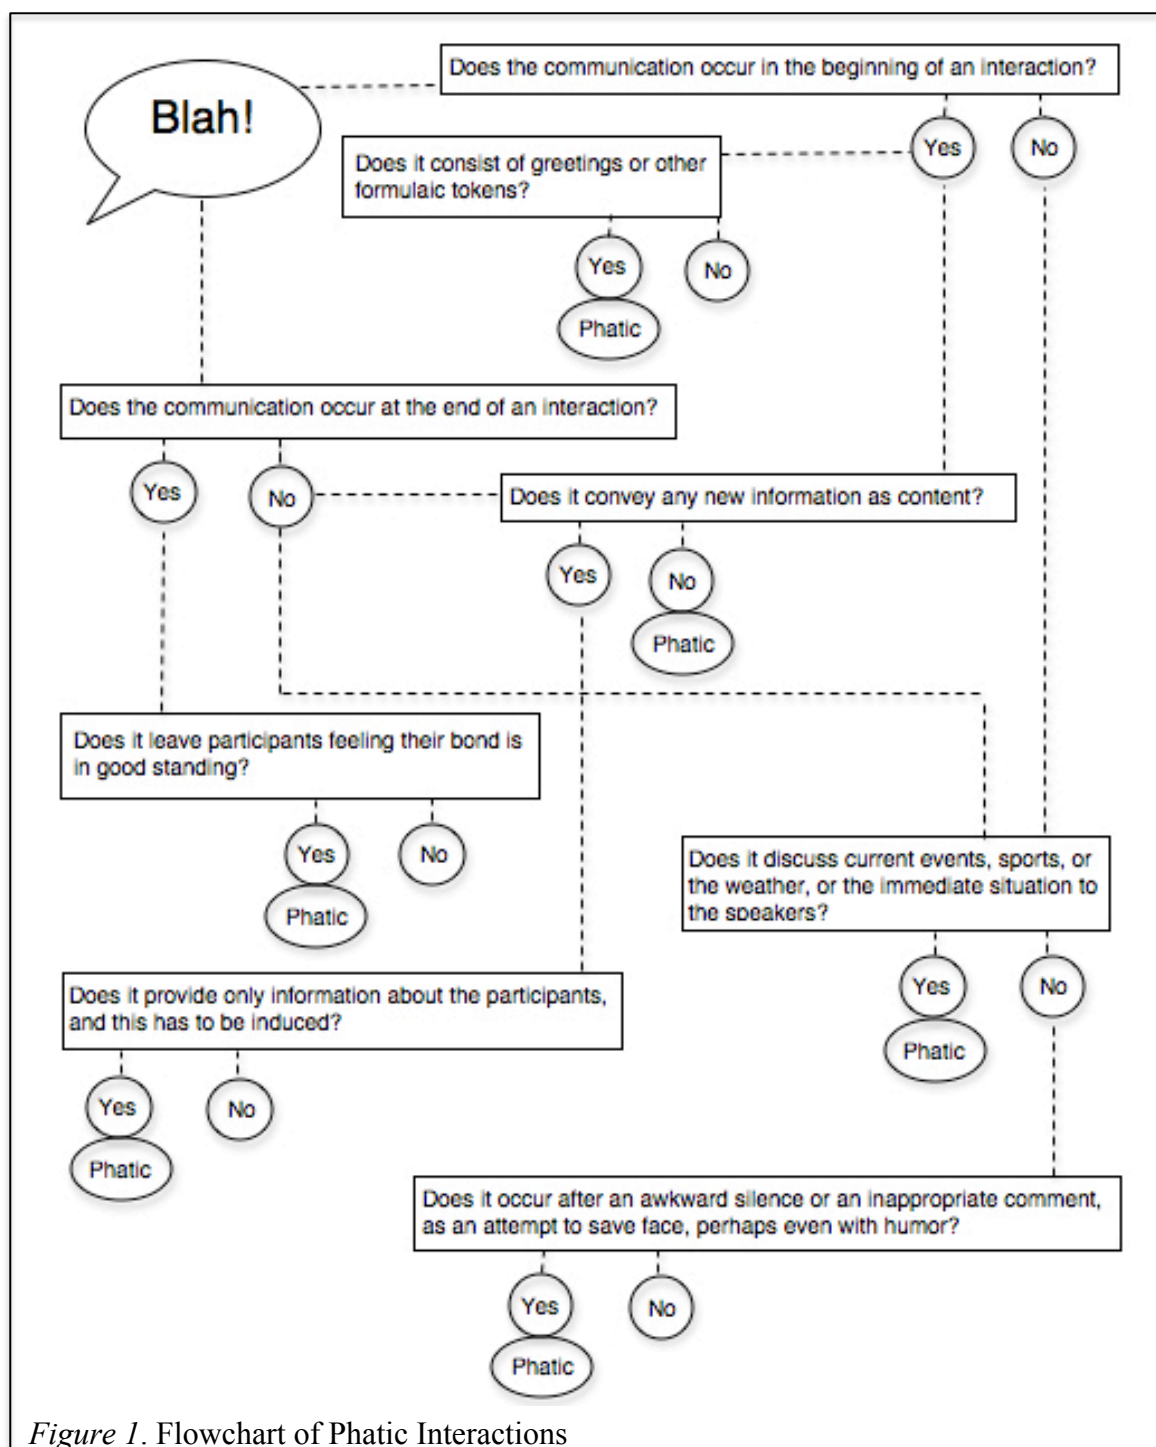 Does the communication occur in the beginning of an interaction?
Blah!
Yes
No
Does it consist of greetings or other
formulaic tokens?
Yes
No
Phatic
Does the communication occur at the end of an interaction?
Yes
No
Does it convey any new information as content?
Yes
No
Phatic
Does it leave participants feeling their bond is
in good standing?
Yes
No
Phatic
Does it discuss current events, sports, or
the weather, or the immediate situation to
the speakers?
Yes
No
Phatic
Does it provide only information about the participants,
and this has to be induced?
Yes
No
Phatic
Does it occur after an awkward silence or an inappropriate comment,
as an attempt to save face, perhaps even with humor?
Yes
No
Phatic
Figure 1. Flowchart of Phatic Interactions